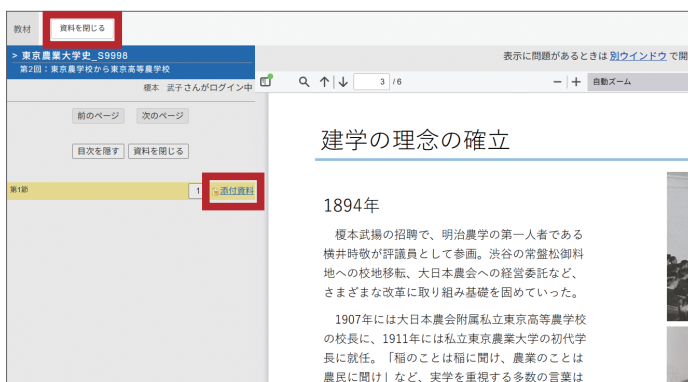 教材
資料を閉じる
> 東京農業大学史_S9998
第2回：東京農学校から東京高等農学校
榎本 武子さんがログイン中
前のページ
次のページ
目次を隠す
資料を閉じる
第1節
1
添付資料
表示に問題があるときは 別ウインドウ で開
3 /6
自動ズーム
建学の理念の確立
1894年
榎本武揚の招聘で、明治農学の第一人者である
横井時敬が評議員として参画。渋谷の常盤松御料
地への校地移転、大日本農会への経営委託など、
さまざまな改革に取り組み基礎を固めていった。
1907年には大日本農会附属私立東京高等農学校
の校長に、1911年には私立東京農業大学の初代学
長に就任。「稲のことは稲に聞け、農業のことは
農民に聞け」など、実学を重視する多数の言葉は